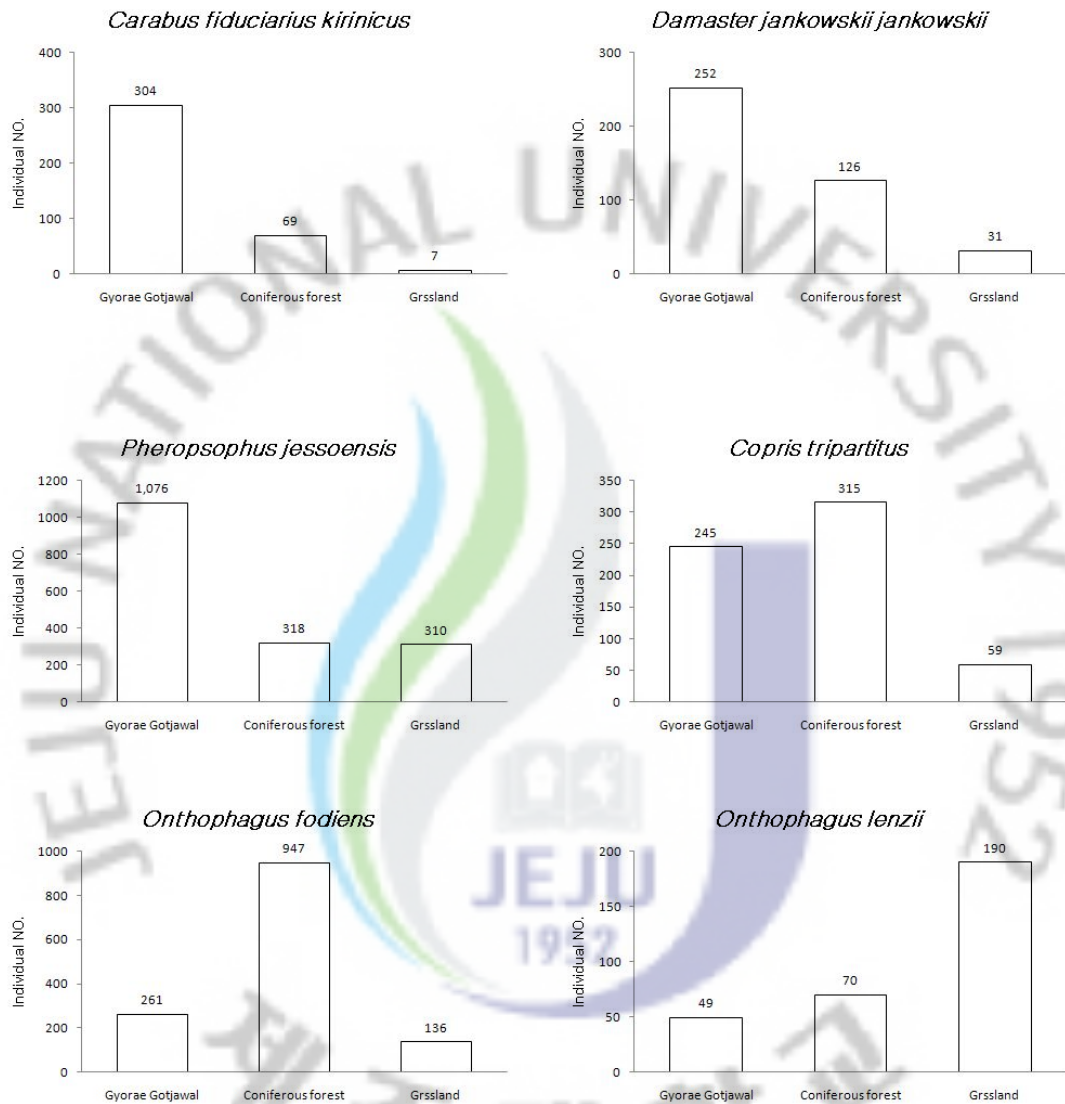 Carabus fiduciarius kirinicus
400
300
200
100
0
Individual NO.
304
69
7
Gyorae Gotjawal
Coniferous forest
Grssland
Damaster jankowskii jankowskii
300
200
100
0
Individual NO.
252
126
31
Gyorae Gotjawal
Coniferous forest
Grssland
Pheropsophus jessoensis
1200
1000
800
600
400
200
0
Individual NO.
1,076
318
310
Gyorae Gotjawal
Coniferous forest
Grssland
Copris tripartitus
350
300
250
200
150
100
50
0
Individual NO.
245
315
59
Gyorae Gotjawal
Coniferous forest
Grssland
Onthophagus fodiens
1000
800
600
400
200
0
Individual NO.
261
947
136
Gyorae Gotjawal
Coniferous forest
Grssland
Onthophagus lenzii
200
150
100
50
0
Individual NO.
49
70
190
Gyorae Gotjawal
Coniferous forest
Grssland
JEJU NATIONAL UNIVERSITY 1952
JEJU
1952